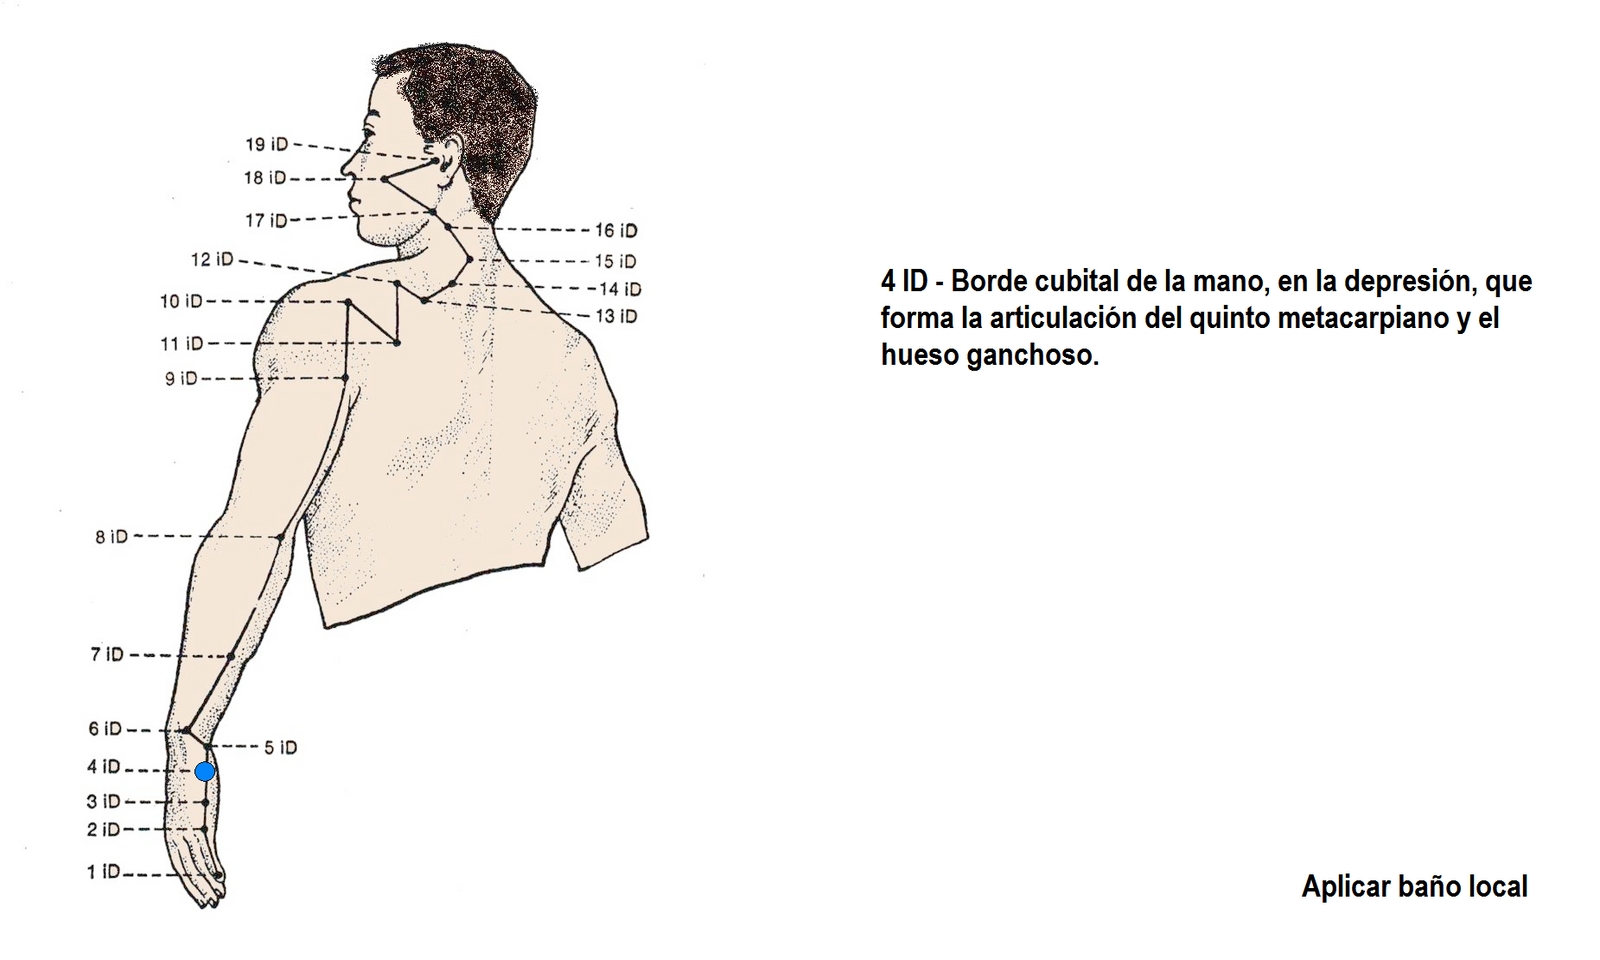 19 iD
18 iD
17 iD
16 iD
15 iD
12 iD
14 iD
10 iD
13 iD
11 iD
9 iD
8 iD
7 iD
6 iD
5 iD
4 iD
3 iD
2 iD
1 iD
4 ID - Borde cubital de la mano, en la depresión, que
forma la articulación del quinto metacarpiano y el
hueso ganchoso.
Aplicar baño local